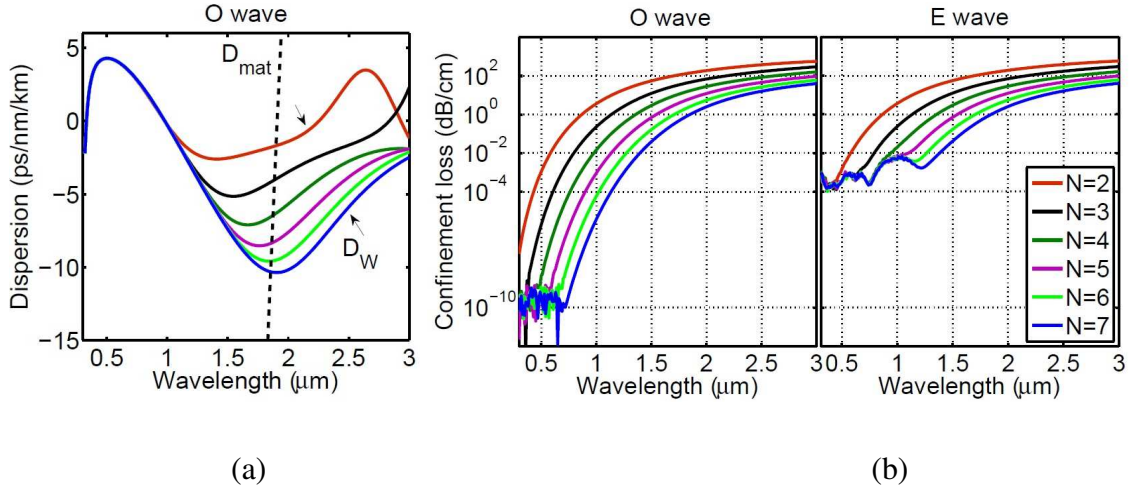 O wave
Dispersion (ps/nm/km)
5
0
−5
−10
−15
D_mat
D_W
0.5 1 1.5 2 2.5 3
Wavelength (μm)
(a)
O wave E wave
Confinement loss (dB/cm)
10^2
10^0
10^−2
10^−4
10^−10
N=2
N=3
N=4
N=5
N=6
N=7
0.5 1 1.5 2 2.5 3 0.5 1 1.5 2 2.5 3
Wavelength (μm) Wavelength (μm)
(b)